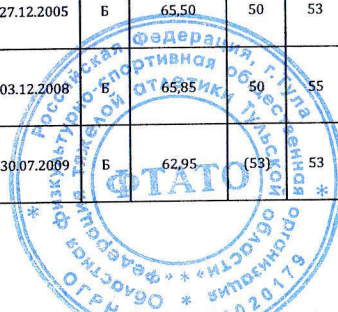 27.12.2005 Б 65,50 50 53
03.12.2008 Б 65,85 50 55
30.07.2009 Б 62,95 (53) 53
Российская Федерация, г. Тула
физкультурно-спортивная общественная организация
Областная «Федерация тяжелой атлетики Тульской области»
ФТАТО
ОГРН
020179